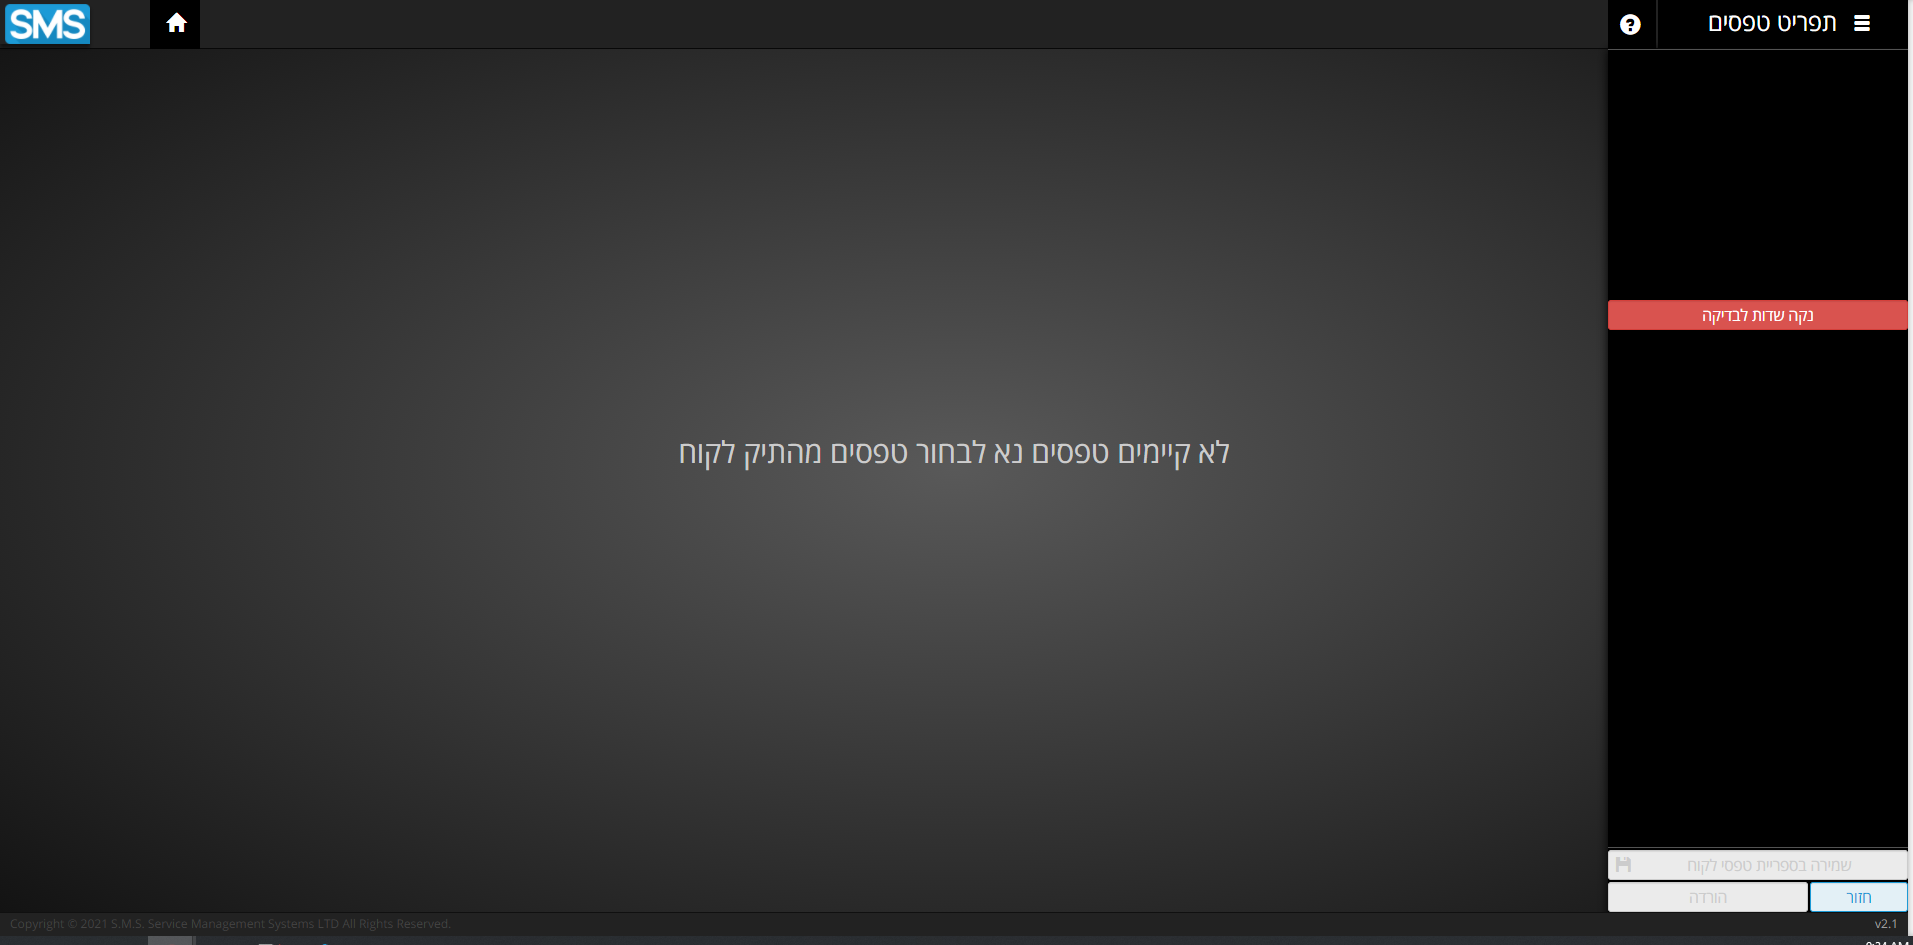 SMS
תפריט טפסים
נקה שדות לבדיקה
לא קיימים טפסים נא לבחור טפסים מהתיק לקוח
שמירה בספריית טפסי לקוח
חזור
הורדה
Copyright © 2021 S.M.S. Service Management Systems LTD All Rights Reserved.
v2.1